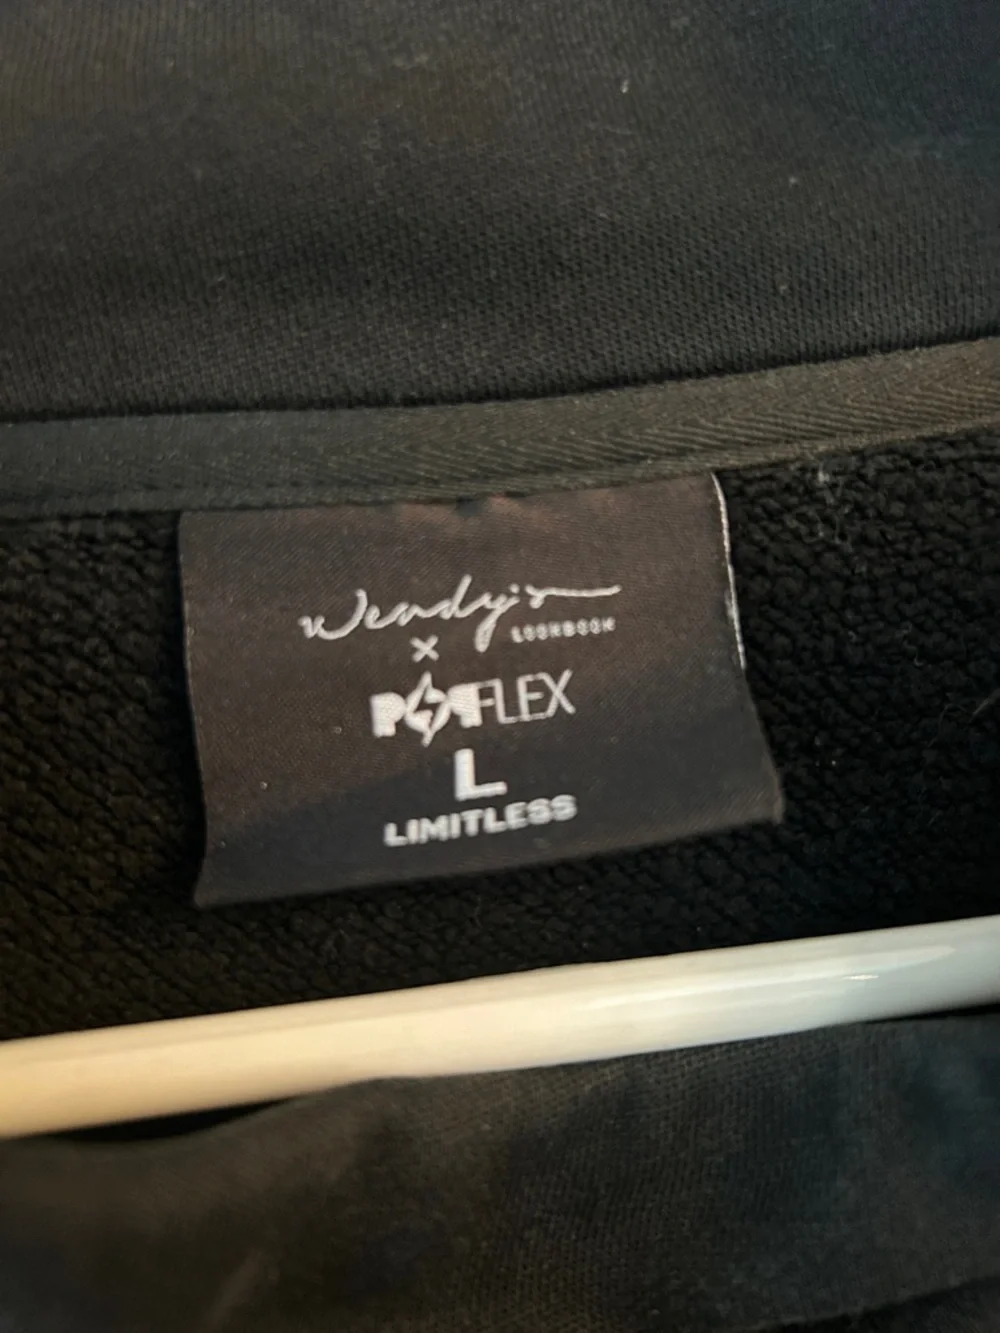 Wendy's
LOOKBOOK
×
POPFLEX
L
LIMITLESS